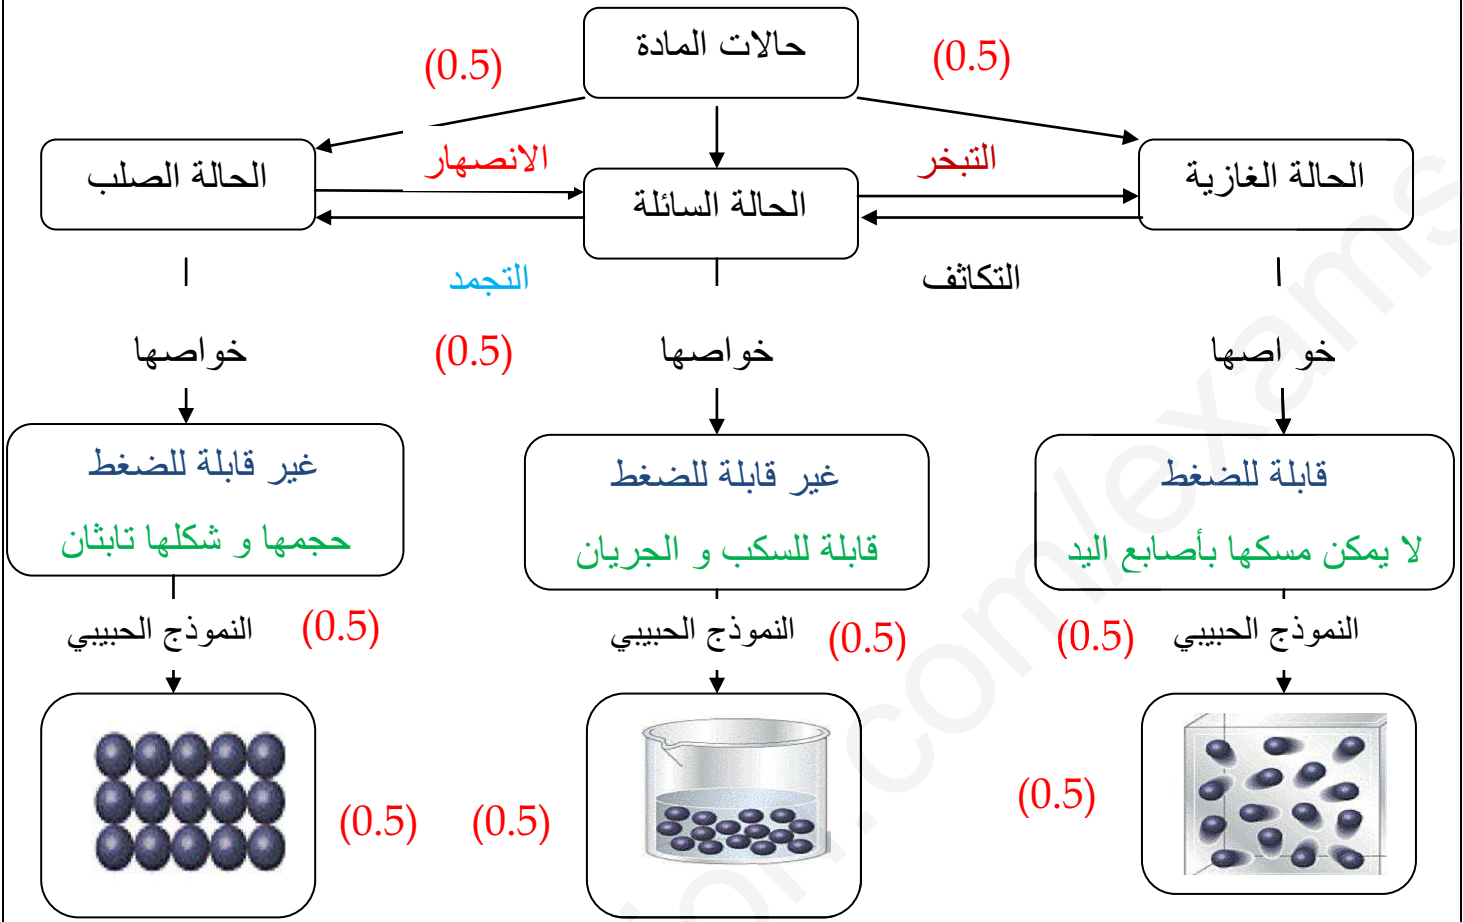 حالات المادة
(0.5)
(0.5)
الحالة الغازية
التبخر
الحالة السائلة
الانصهار
الحالة الصلب
التكاثف
التجمد
خو اصها
خواصها
(0.5)
خواصها
قابلة للضغط
لا يمكن مسكها بأصابع اليد
غير قابلة للضغط
قابلة للسكب و الجريان
غير قابلة للضغط
حجمها و شكلها تابثان
النموذج الحبيبي
(0.5)
(0.5)
النموذج الحبيبي
(0.5)
النموذج الحبيبي
(0.5)
(0.5)
(0.5)
com/exams